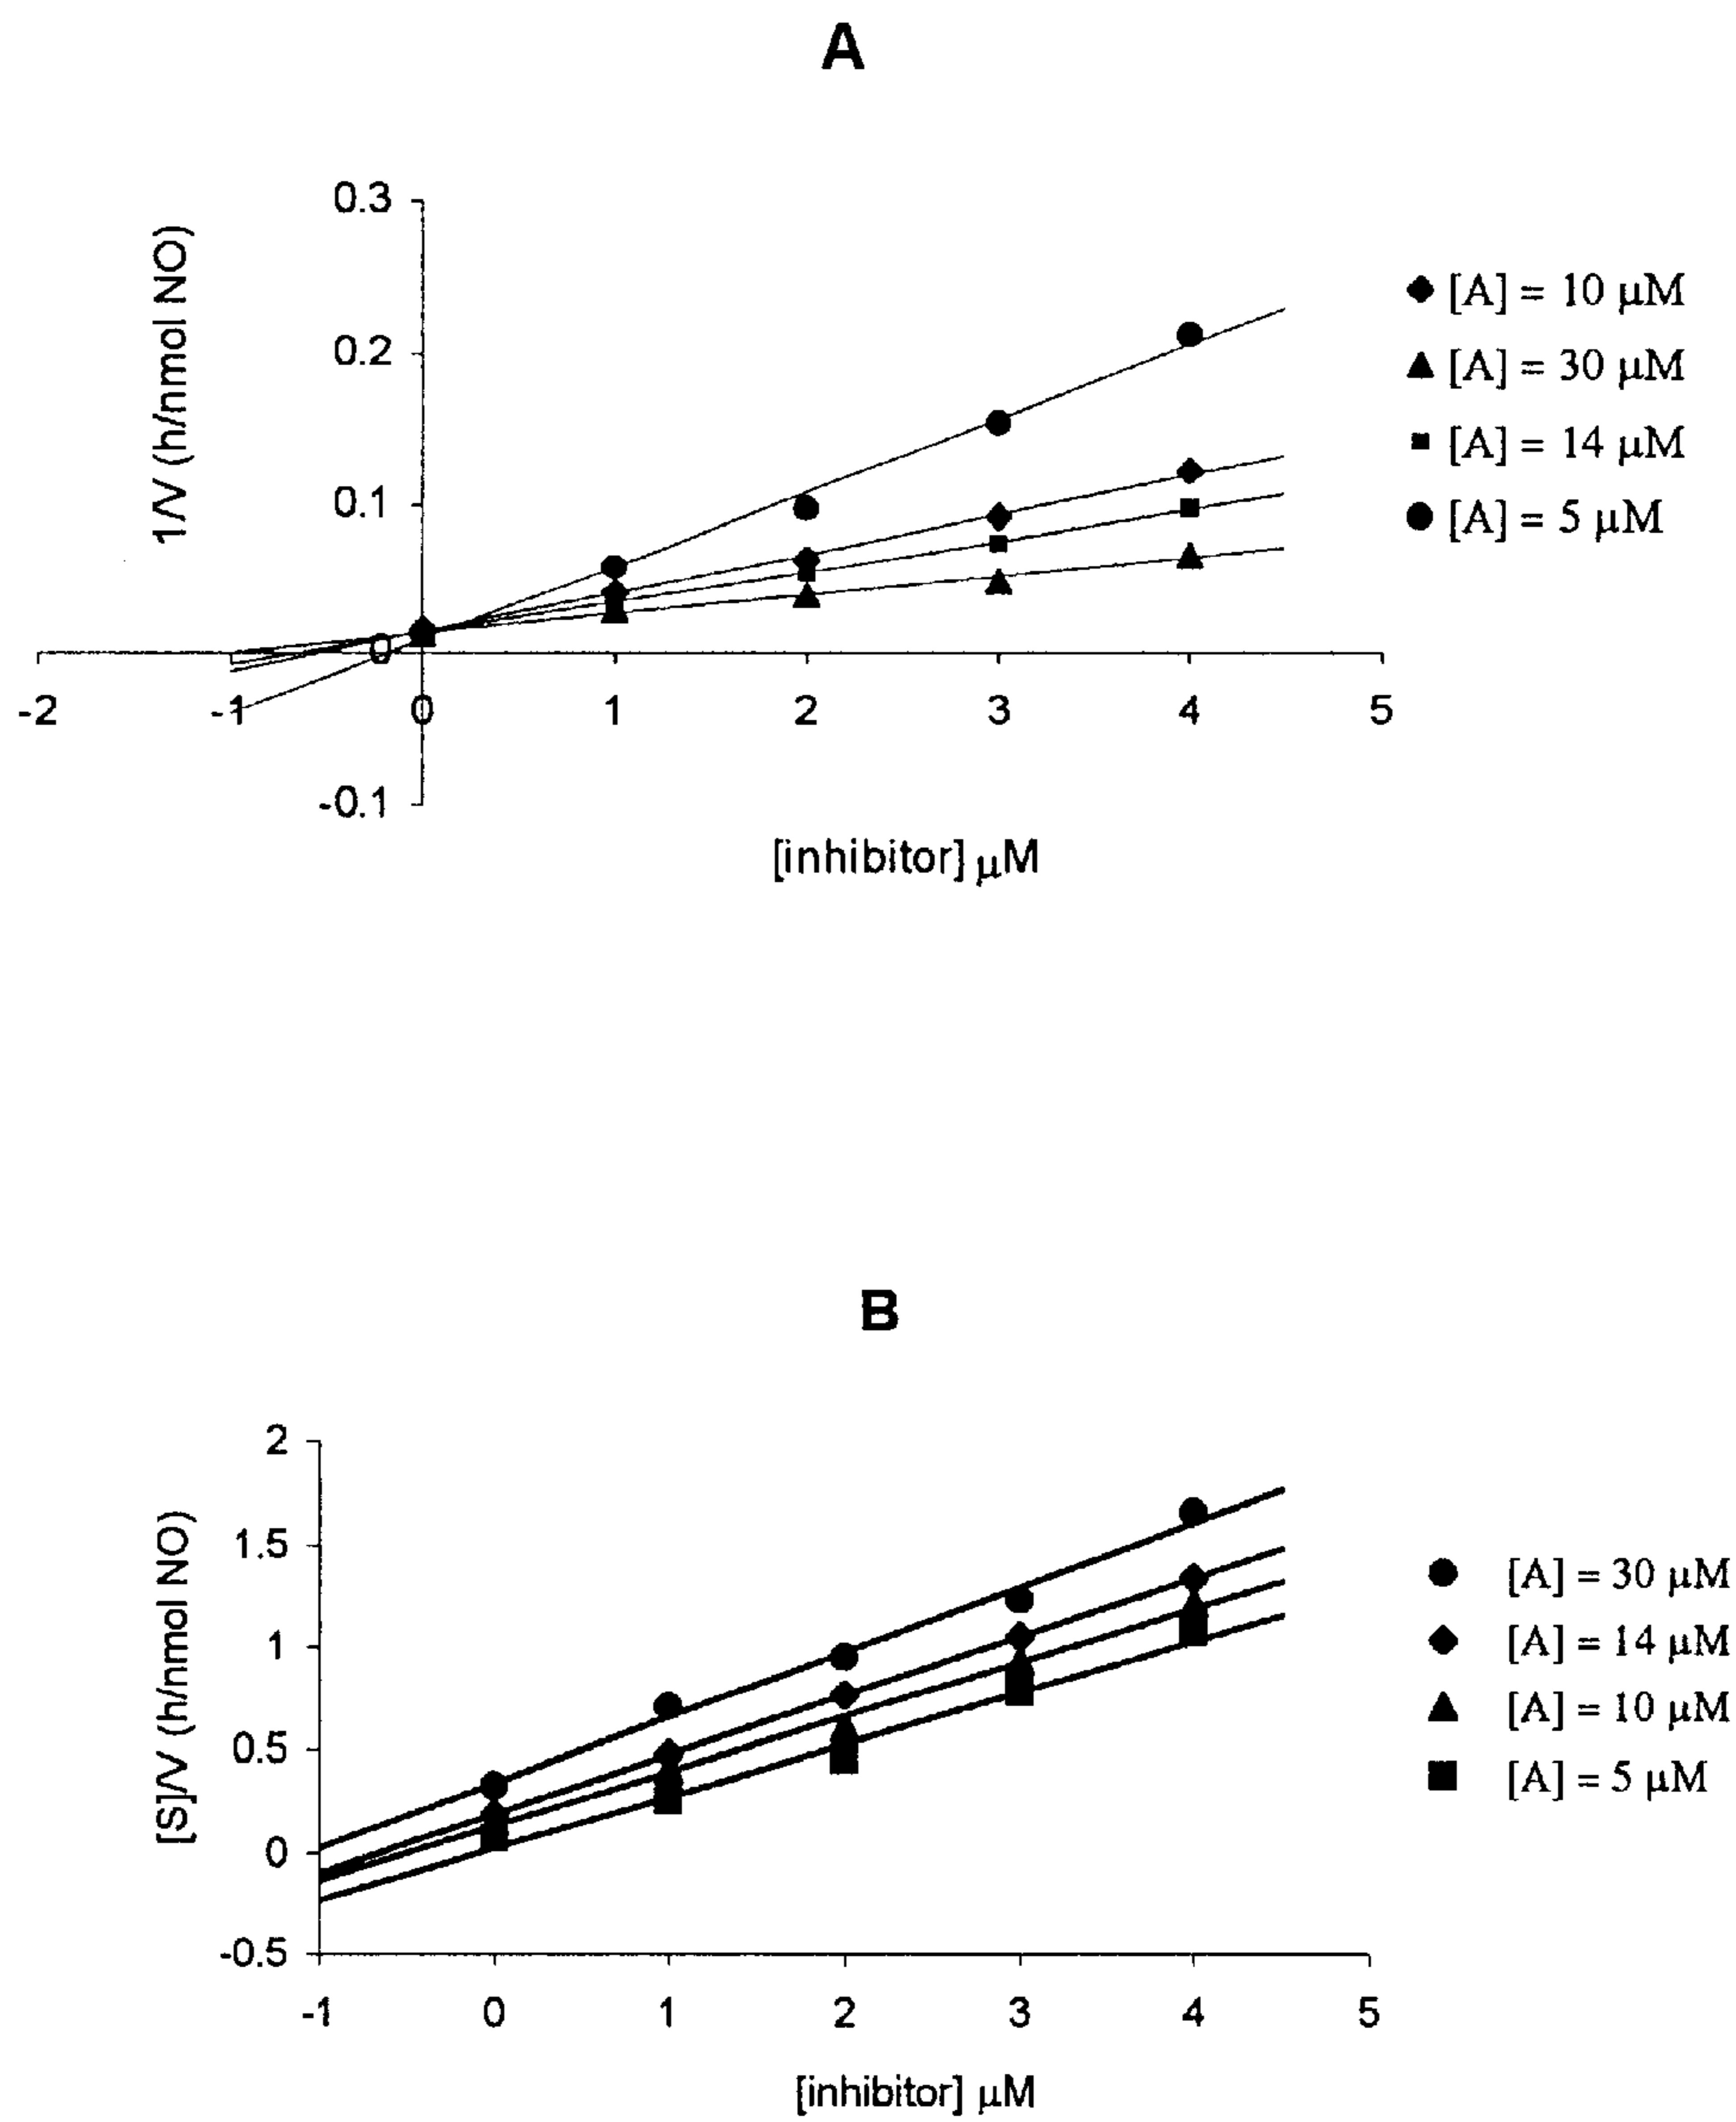 A
1/V (h/nmol NO)
0.3
0.2
0.1
0
-0.1
-2 -1 0 1 2 3 4 5
[inhibitor] μM
[A] = 10 μM
[A] = 30 μM
[A] = 14 μM
[A] = 5 μM
B
[S]/V (h/nmol NO)
2
1.5
1
0.5
0
-0.5
-1 0 1 2 3 4 5
[inhibitor] μM
[A] = 30 μM
[A] = 14 μM
[A] = 10 μM
[A] = 5 μM